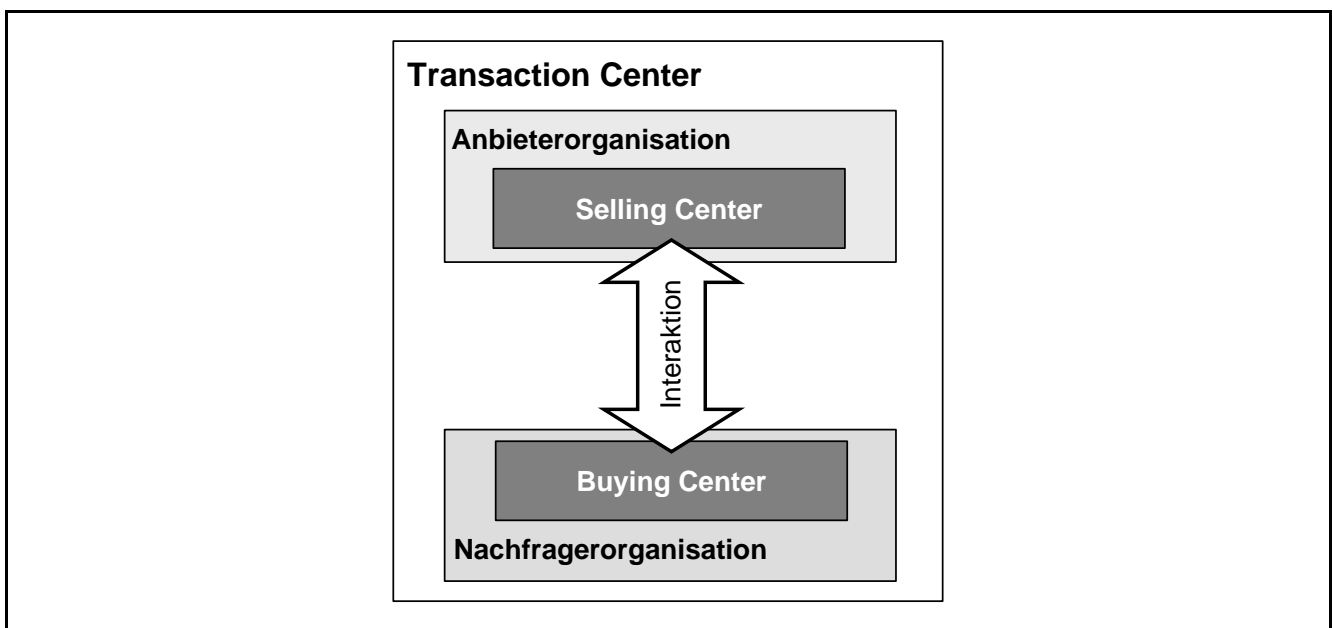 Transaction Center
Anbieterorganisation
Selling Center
Interaktion
Buying Center
Nachfragerorganisation